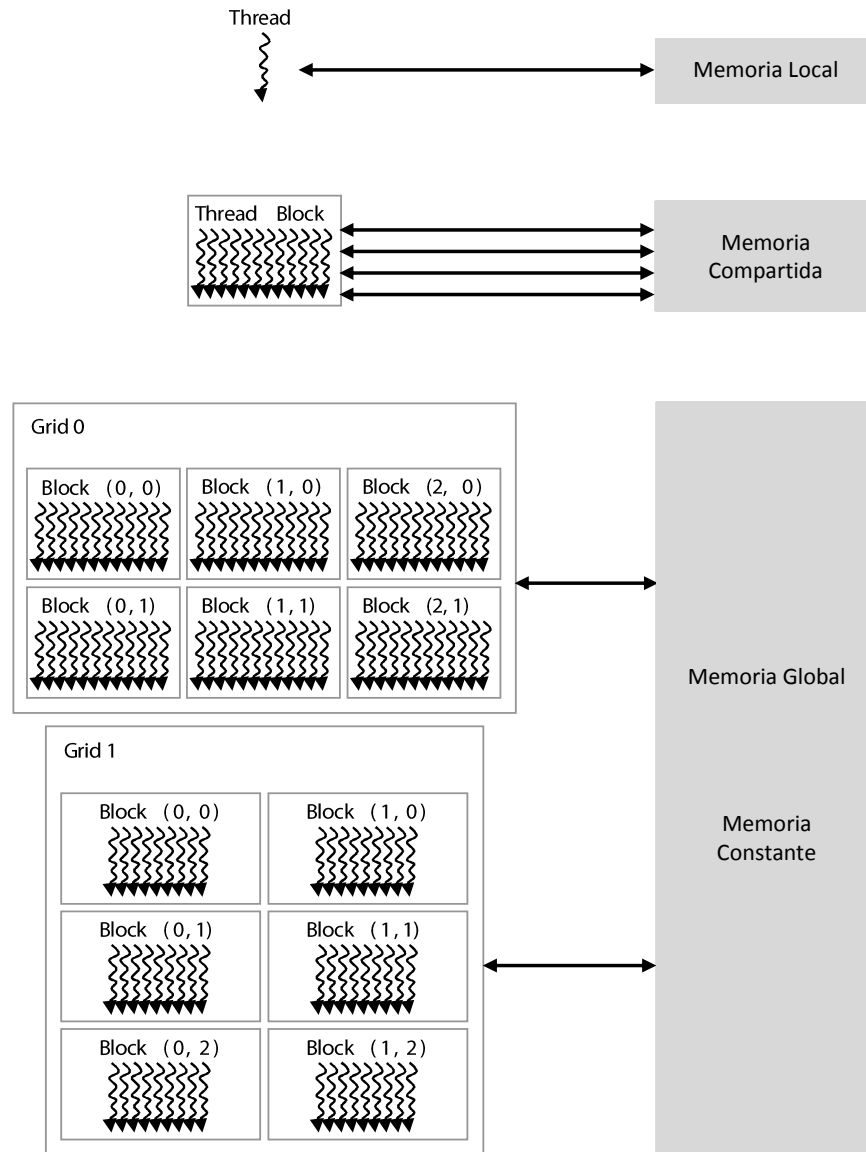 Thread
Memoria Local
Thread Block
Memoria
Compartida
Grid 0
Block (0, 0)
Block (1, 0)
Block (2, 0)
Block (0, 1)
Block (1, 1)
Block (2, 1)
Memoria Global
Grid 1
Block (0, 0)
Block (1, 0)
Memoria
Constante
Block (0, 1)
Block (1, 1)
Block (0, 2)
Block (1, 2)